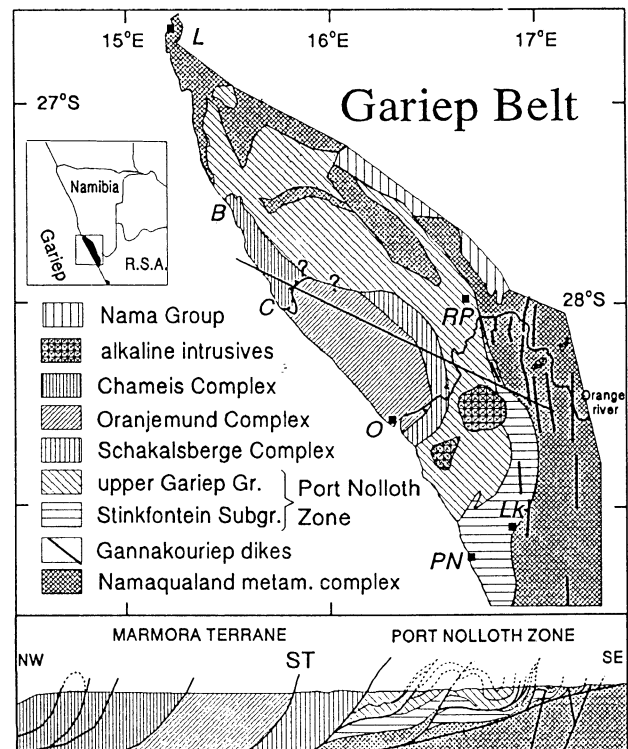 15°E L 16°E 17°E
27°S
Gariep Belt
Namibia
Gariep
R.S.A.
B
? ?
C
RP
28°S
Nama Group
alkaline intrusives
Chameis Complex
Oranjemund Complex
Schakalsberge Complex
upper Gariep Gr.
Stinkfontein Subgr.
Port Nolloth
Zone
Gannakouriep dikes
Namaqualand metam. complex
Orange
river
O
Lk
PN
MARMORA TERRANE PORT NOLLOTH ZONE
NW ST SE